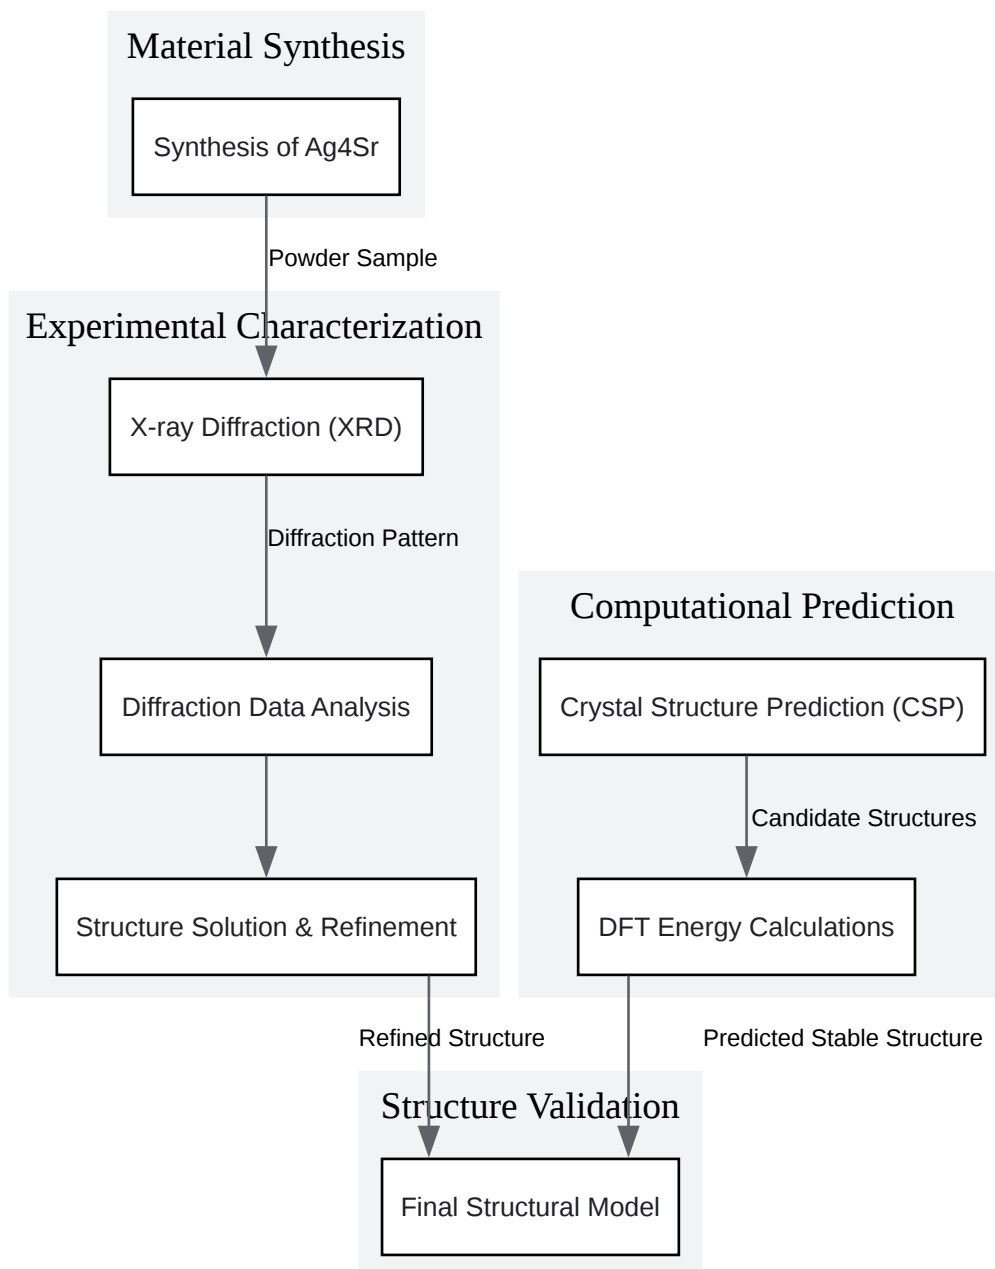 Material Synthesis
Synthesis of Ag4Sr
Powder Sample
Experimental Characterization
X-ray Diffraction (XRD)
Diffraction Pattern
Diffraction Data Analysis
Structure Solution & Refinement
Refined Structure
Computational Prediction
Crystal Structure Prediction (CSP)
Candidate Structures
DFT Energy Calculations
Predicted Stable Structure
Structure Validation
Final Structural Model